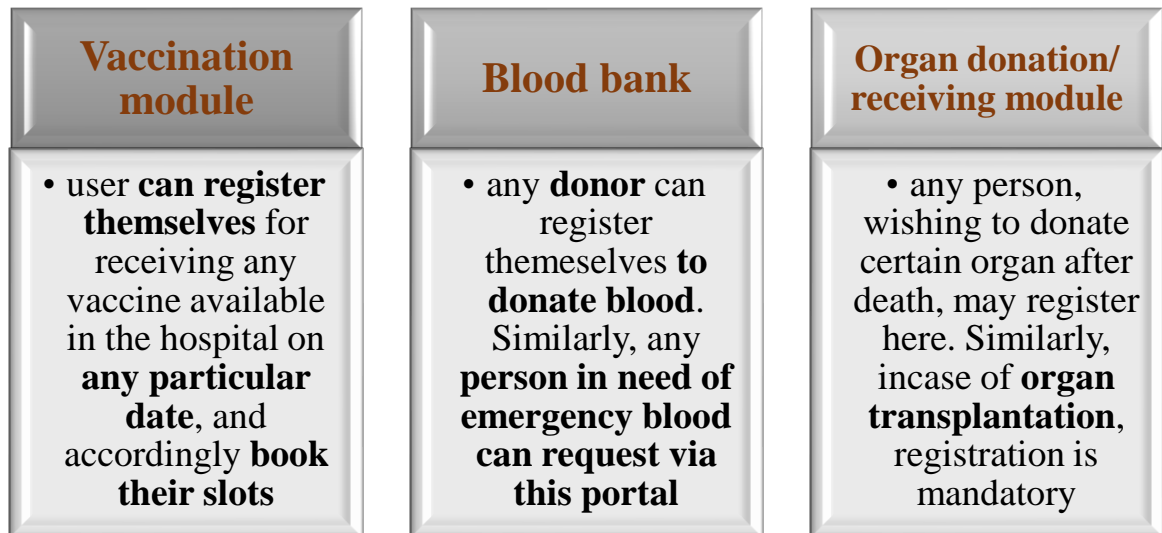 Vaccination
module
• user can register
themselves for
receiving any
vaccine available
in the hospital on
any particular
date, and
accordingly book
their slots
Blood bank
• any donor can
register
themeselves to
donate blood.
Similarly, any
person in need of
emergency blood
can request via
this portal
Organ donation/
receiving module
• any person,
wishing to donate
certain organ after
death, may register
here. Similarly,
incase of organ
transplantation,
registration is
mandatory